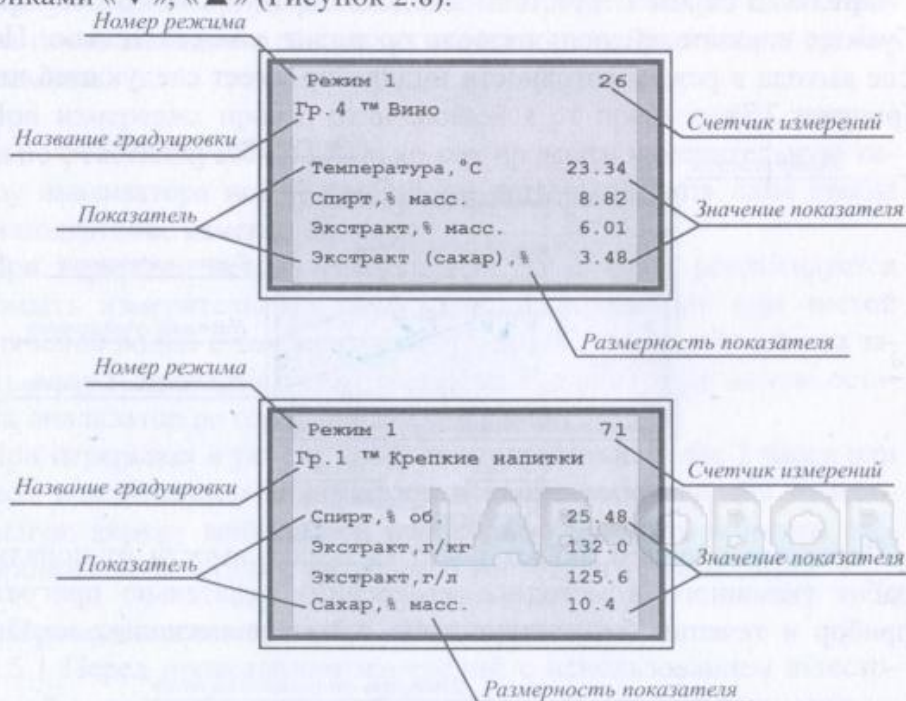 (Рисунок 2.6).
Номер режима
Режим 1 26
Гр.4 ™ Вино
Название градуировки
Счетчик измерений
Температура,°С 23.34
Спирт,% масс. 8.82
Показатель
Значение показателя
Экстракт,% масс. 6.01
Экстракт (сахар),% 3.48
Размерность показателя
Номер режима
Режим 1 71
Гр.1 ™ Крепкие напитки
Название градуировки
Счетчик измерений
Спирт,% об. 25.48
Экстракт,г/кг 132.0
Показатель
Значение показателя
Экстракт,г/л 125.6
Сахар,% масс. 10.4
Размерность показателя